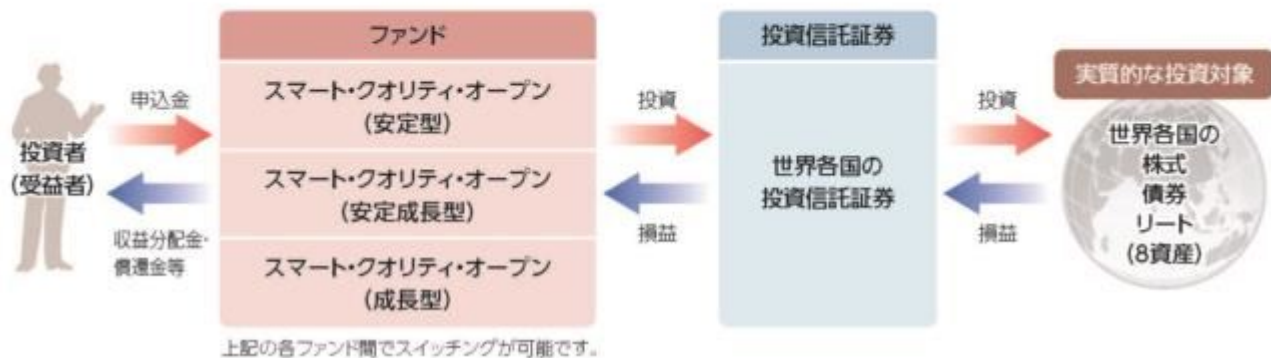 投資者
(受益者)
申込金
収益分配金・
償還金等
ファンド
スマート・クオリティ・オープン
(安定型)
スマート・クオリティ・オープン
(安定成長型)
スマート・クオリティ・オープン
(成長型)
上記の各ファンド間でスイッチングが可能です。
投資
損益
投資信託証券
世界各国の
投資信託証券
投資
損益
実質的な投資対象
世界各国の
株式
債券
リート
(8資産)